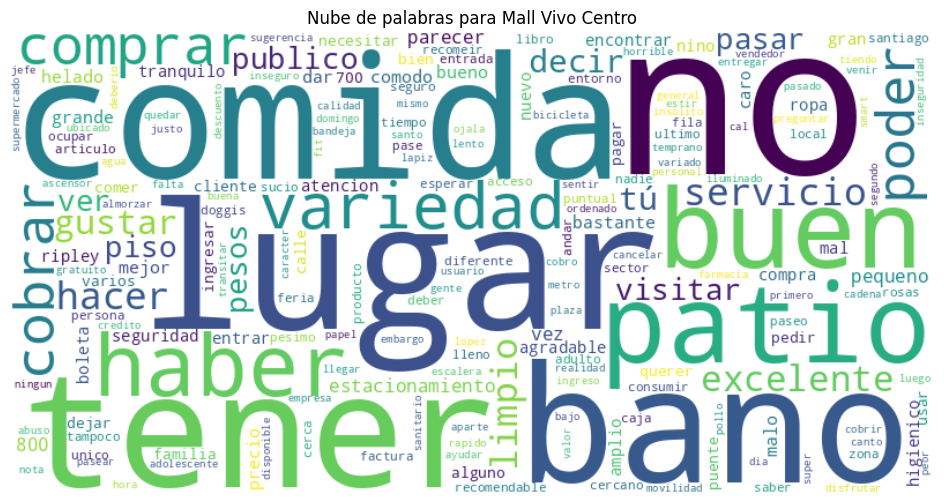 Nube de palabras para Mall Vivo Centro
comprar
publico
sugerencia
necesitar
parecer
recomeir
libro
encontrar
nino
pasar
gran
santiago
jefe
helado
tranquilo
dar
700
comodo
bien
entrada
bueno
decir
horrible
entregar
vendedor
tiendo
venir
supermercado
deberio
grande
ubicado
quedar
inseguro
descuento
calidad
seguro
mismo
nuevo
entorno
caro
pasado
ropa
inseguridad
comida
no
poder
ocupar
justo
articulo
agua
domingo
bandeja
santo
fit
tiempo
pase
lapiz
ojala
lento
bicicleta
pagar
fila
ultimo
temprano
variado
personal
general
estir
insolito
cal
preguntar
local
smart
ascensor
falta
comer
cliente
sucio
atencion
esperar
acceso
sentir
puntual
nadie
iluminado
segundo
ver
almorzar
buena
gustar
doggis
variedad
ordenado
bastante
tú
servicio
buen
cobrar
piso
ripley
mejor
gratuito
varios
hacer
transitar
ingresar
pesos
calle
caracter
feria
lugar
diferente
usuario
gente
producto
deber
cobro
metro
andar
cancelar
sector
plaza
visitar
mal
farmacia
compra
primero
pequeno
cadena
rosas
persona
credito
boleta
seguridad
entrar
pesimo
papel
embargo
lleno
lopez
vez
agradable
realidad
adulto
patio
paseo
pedir
ningun
haber
llegar
escalera
estacionamiento
empresa
limpio
ingreso
querer
consumir
excelente
luego
usar
tener
bano
abuso
dejar
tampoco
800
unico
familia
nota
pasear
adolescente
hora
precio
disponible
cerca
factura
sanitario
aparte
rapido
ayudar
alguno
recomendable
bajo
valor
pollo
caja
cercano
amplio
movilidad
puente
dia
malo
saber
super
cobrir
canto
zona
disfrutar
higienico
peor